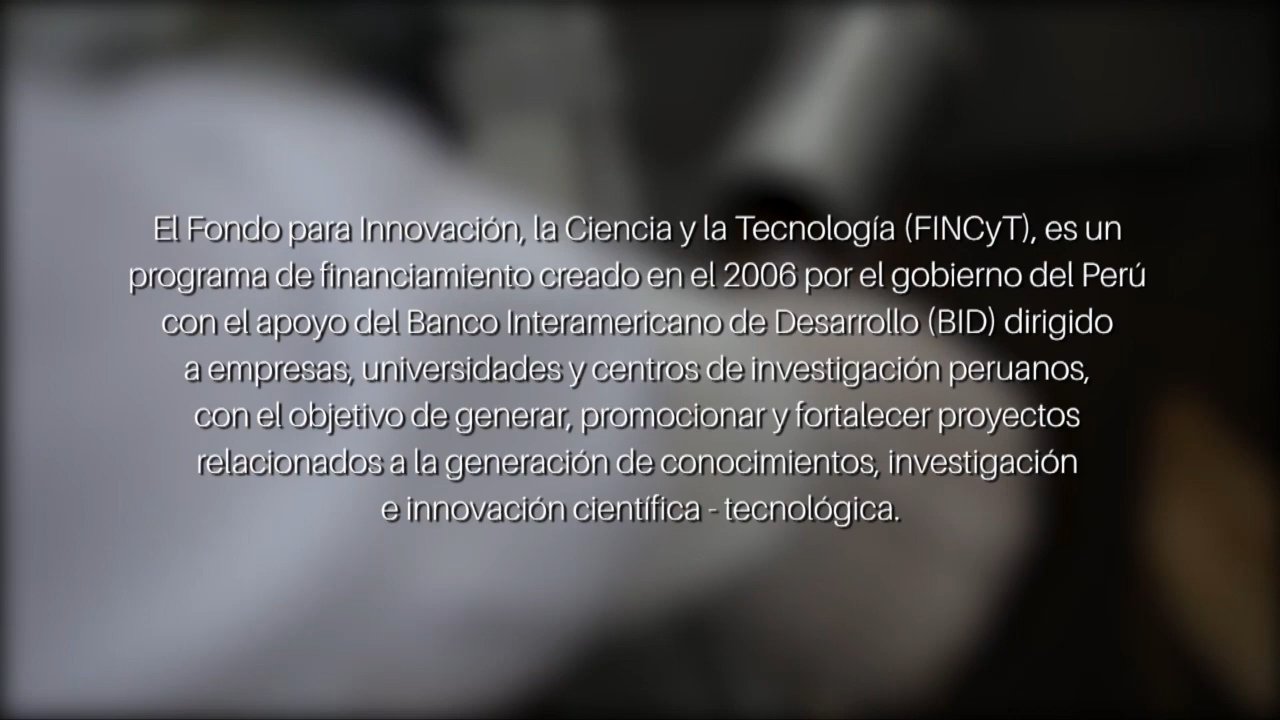 El Fondo para Innovación, la Ciencia y la Tecnología (FINCyT), es un
programa de financiamiento creado en el 2006 por el gobierno del Perú
con el apoyo del Banco Interamericano de Desarrollo (BID) dirigido
a empresas, universidades y centros de investigación peruanos,
con el objetivo de generar, promocionar y fortalecer proyectos
relacionados a la generación de conocimientos, investigación
e innovación científica - tecnológica.